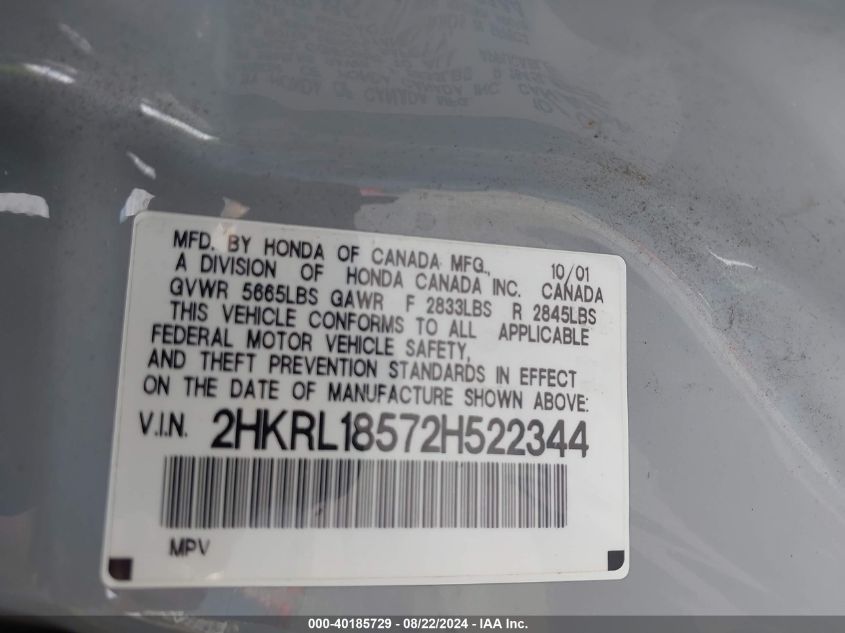 MFD. BY HONDA OF CANADA MFG., 10/01
A DIVISION OF HONDA CANADA INC. CANADA
GVWR 5665LBS GAWR F 2833LBS R 2845LBS
THIS VEHICLE CONFORMS TO ALL APPLICABLE
FEDERAL MOTOR VEHICLE SAFETY,
AND THEFT PREVENTION STANDARDS IN EFFECT
ON THE DATE OF MANUFACTURE SHOWN ABOVE:
V.I.N. 2HKRL18572H522344
MPV
000-40185729 - 08/22/2024 - IAA Inc.